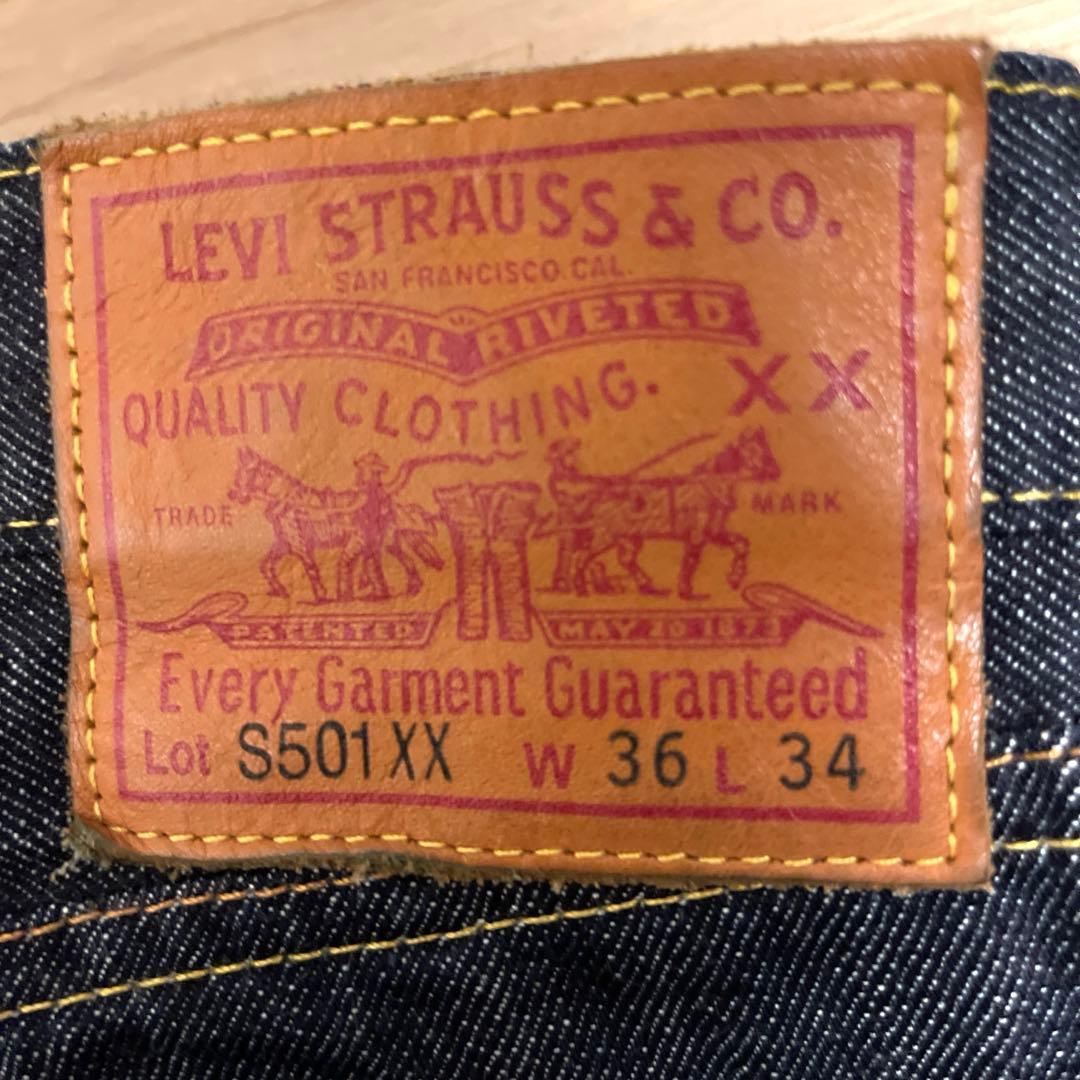 LEVI STRAUSS & CO.
SAN FRANCISCO CAL.
ORIGINAL RIVETED
QUALITY CLOTHING. XX
TRADE MARK
PATENTED MAY 20 1873
Every Garment Guaranteed
Lot S501XX W 36 L 34